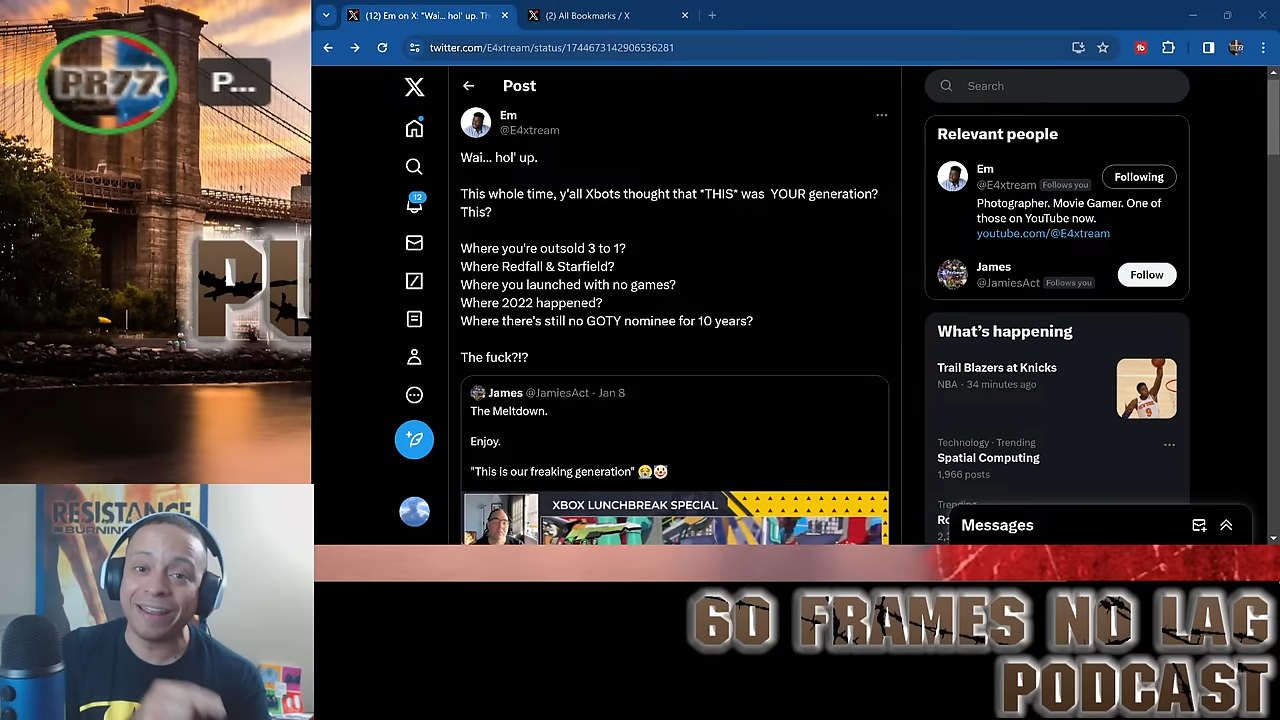 (12) Em on X: "Wai... hol' up. Th
(2) All Bookmarks / X
twitter.com/E4xtream/status/1744673142906536281
PR77
P...
PU
Post
Em
@E4xtream
Wai... hol' up.
This whole time, y'all Xbots thought that *THIS* was YOUR generation?
This?
Where you're outsold 3 to 1?
Where Redfall & Starfield?
Where you launched with no games?
Where 2022 happened?
Where there's still no GOTY nominee for 10 years?
The fuck?!?
James @JamiesAct · Jan 8
The Meltdown.
Enjoy.
"This is our freaking generation" 😭🤡
XBOX LUNCHBREAK SPECIAL
12
Search
Relevant people
Em
@E4xtream Follows you
Following
Photographer. Movie Gamer. One of
those on YouTube now.
youtube.com/@E4xtream
James
@JamiesAct Follows you
Follow
What's happening
Trail Blazers at Knicks
NBA · 34 minutes ago
Technology · Trending
Spatial Computing
1,966 posts
Messages
RESISTANCE
BURNING
60 FRAMES NO LAG
PODCAST